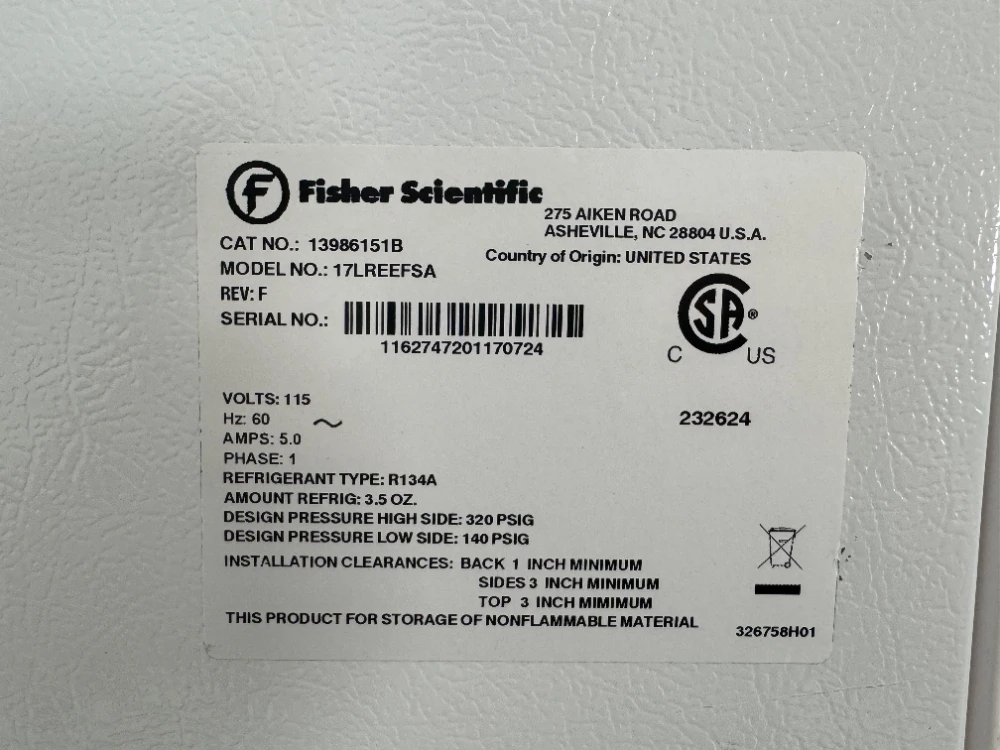 F Fisher Scientific
275 AIKEN ROAD
ASHEVILLE, NC 28804 U.S.A.
CAT NO.: 13986151B
Country of Origin: UNITED STATES
MODEL NO.: 17LREEFSA
REV: F
SERIAL NO.:
1162747201170724
CSA®
C US
VOLTS: 115
Hz: 60 ~
232624
AMPS: 5.0
PHASE: 1
REFRIGERANT TYPE: R134A
AMOUNT REFRIG: 3.5 OZ.
DESIGN PRESSURE HIGH SIDE: 320 PSIG
DESIGN PRESSURE LOW SIDE: 140 PSIG
INSTALLATION CLEARANCES: BACK 1 INCH MINIMUM
SIDES 3 INCH MINIMUM
TOP 3 INCH MIMIMUM
THIS PRODUCT FOR STORAGE OF NONFLAMMABLE MATERIAL
326758H01